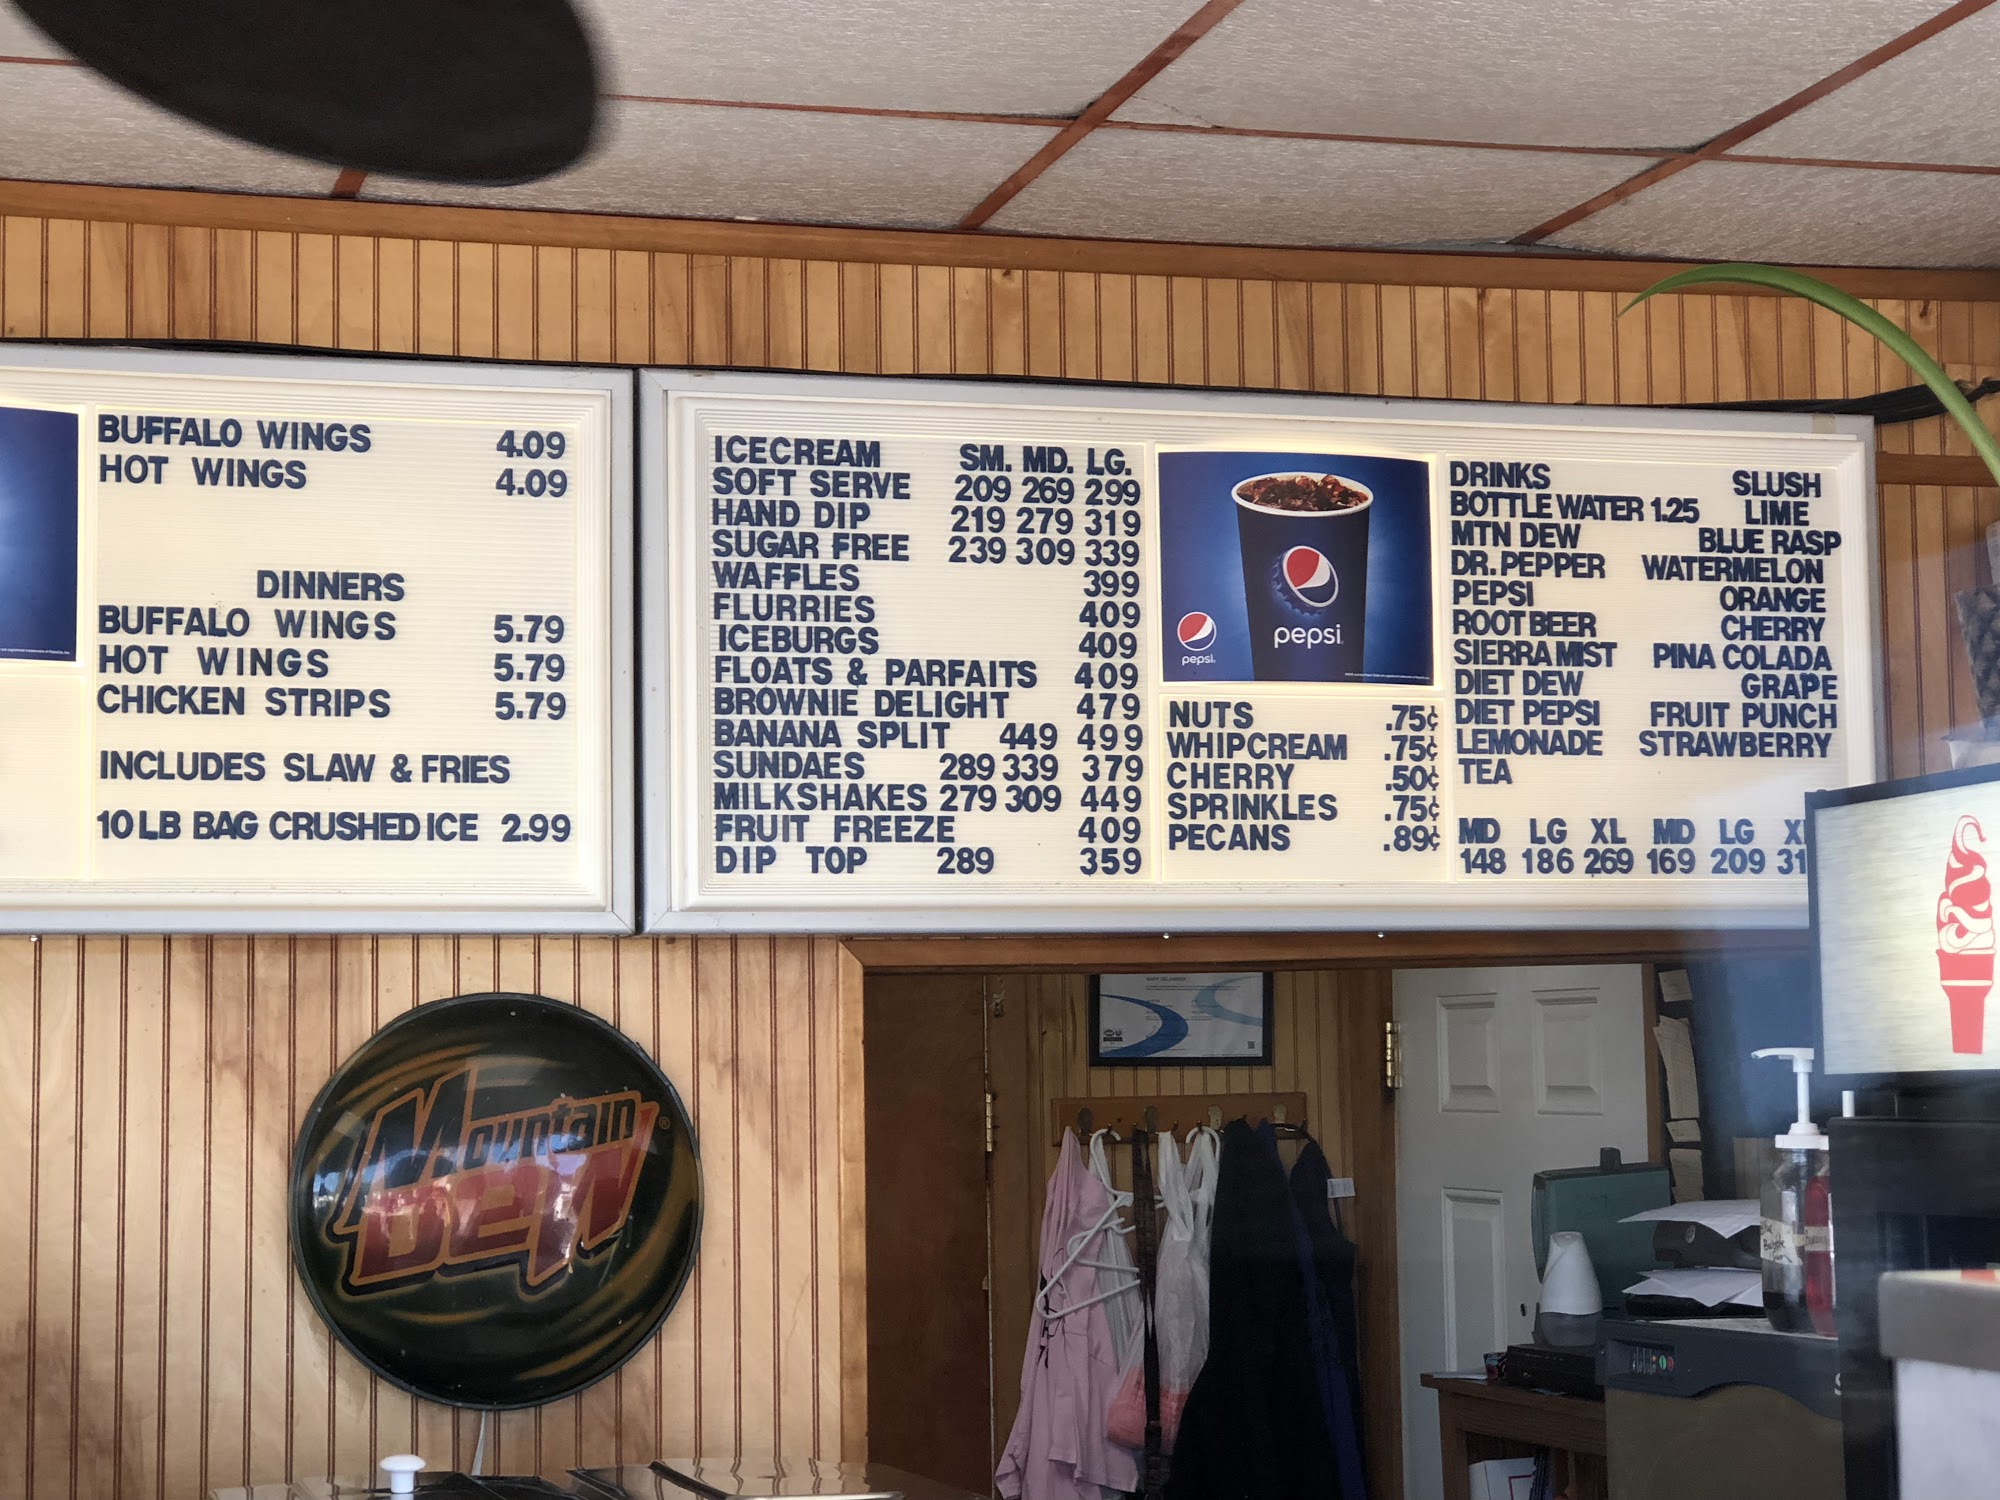 BUFFALO WINGS 4.09
HOT WINGS 4.09
DINNERS
BUFFALO WINGS 5.79
HOT WINGS 5.79
CHICKEN STRIPS 5.79
INCLUDES SLAW & FRIES
10 LB BAG CRUSHED ICE 2.99
ICECREAM SM. MD. LG.
SOFT SERVE 209 269 299
HAND DIP 219 279 319
SUGAR FREE 239 309 339
WAFFLES 399
FLURRIES 409
ICEBURGS 409
FLOATS & PARFAITS 409
BROWNIE DELIGHT 479
BANANA SPLIT 449 499
SUNDAES 289 339 379
MILKSHAKES 279 309 449
FRUIT FREEZE 409
DIP TOP 289 359
pepsi
pepsi
NUTS .75¢
WHIPCREAM .75¢
CHERRY .50¢
SPRINKLES .75¢
PECANS .89¢
DRINKS SLUSH
BOTTLE WATER 1.25 LIME
MTN DEW BLUE RASP
DR. PEPPER WATERMELON
PEPSI ORANGE
ROOT BEER CHERRY
SIERRA MIST PINA COLADA
DIET DEW GRAPE
DIET PEPSI FRUIT PUNCH
LEMONADE STRAWBERRY
TEA
MD LG XL MD LG
148 186 269 169 209 31
Mountain
Dew